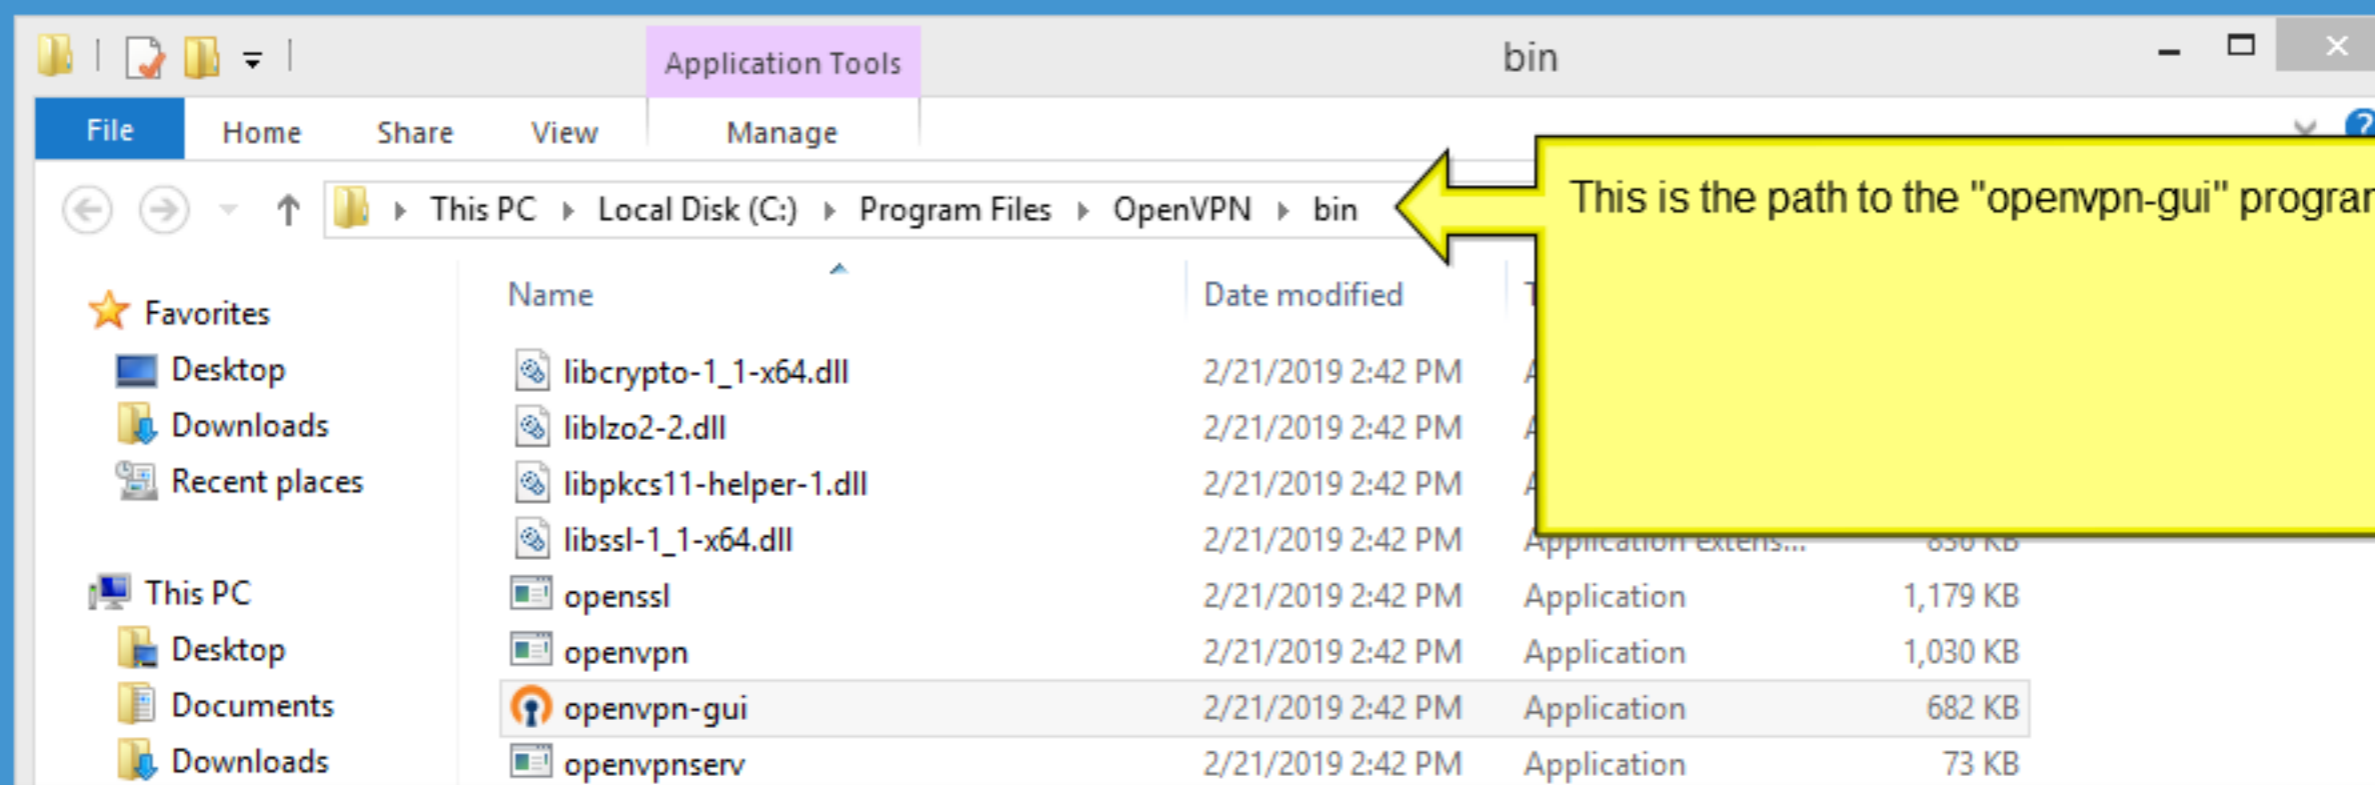 Application Tools
bin
File
Home
Share
View
Manage
This PC
Local Disk (C:)
Program Files
OpenVPN
bin
This is the path to the "openvpn-gui"
Name
Date modified
Favorites
Desktop
Downloads
Recent places
This PC
Desktop
Documents
Downloads
libcrypto-1_1-x64.dll 2/21/2019 2:42 PM
liblzo2-2.dll 2/21/2019 2:42 PM
libpkcs11-helper-1.dll 2/21/2019 2:42 PM
libssl-1_1-x64.dll 2/21/2019 2:42 PM Application extens...
openssl 2/21/2019 2:42 PM Application 1,179 KB
openvpn 2/21/2019 2:42 PM Application 1,030 KB
openvpn-gui 2/21/2019 2:42 PM Application 682 KB
openvpnserv 2/21/2019 2:42 PM Application 73 KB